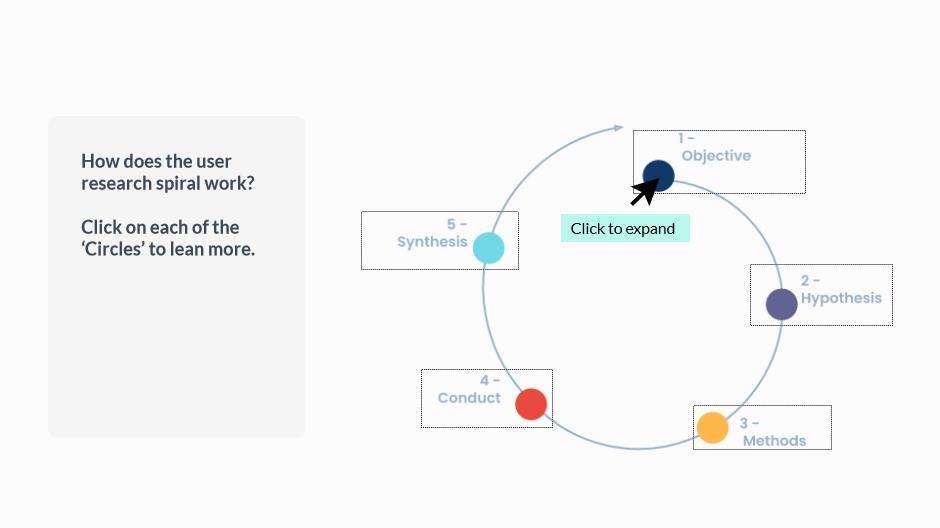 How does the user
research spiral work?
Click on each of the
‘Circles’ to lean more.
1 -
Objective
Click to expand
2 -
Hypothesis
3 -
Methods
4 -
Conduct
5 -
Synthesis